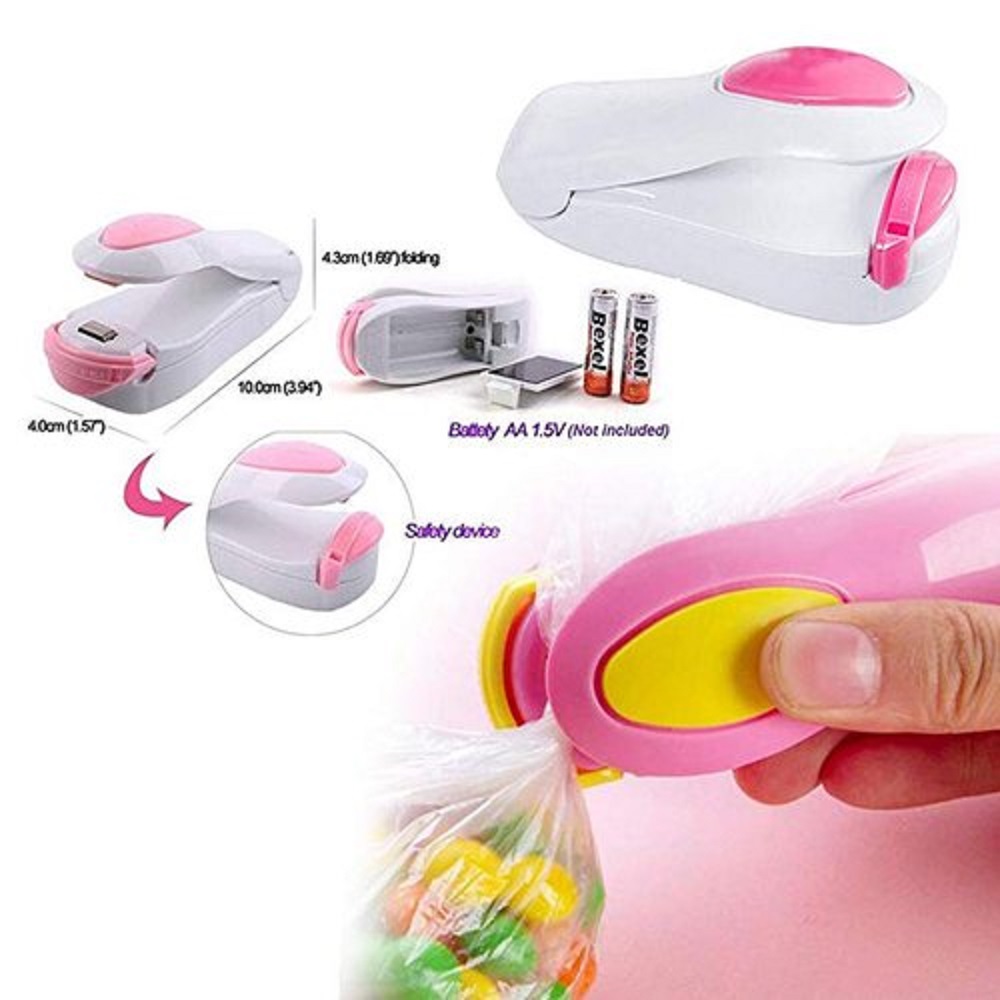 4.3cm (1.69") folding
10.0cm (3.94")
4.0cm (1.57")
Bexel
Bexel
Battety AA 1.5V (Not included)
Safety device